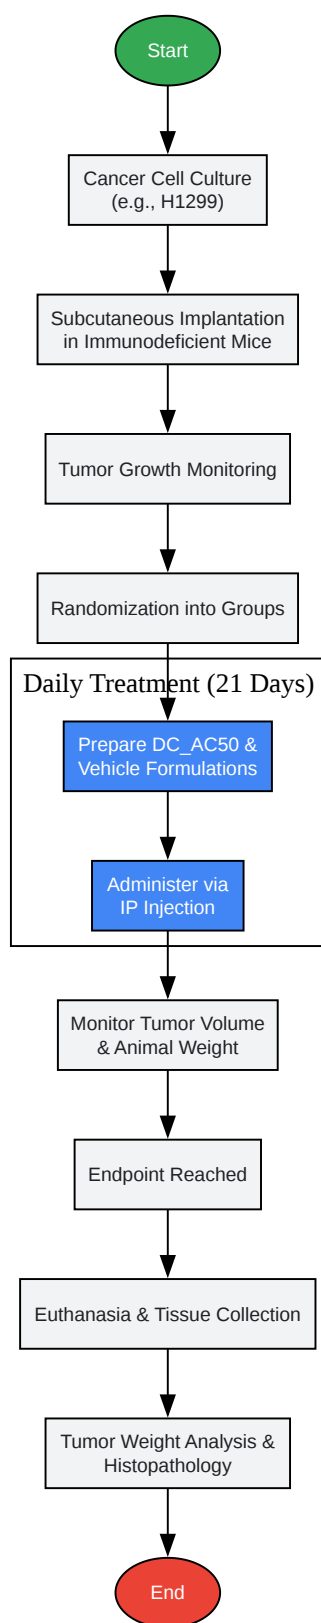 Start
Cancer Cell Culture
(e.g., H1299)
Subcutaneous Implantation
in Immunodeficient Mice
Tumor Growth Monitoring
Randomization into Groups
Daily Treatment (21 Days)
Prepare DC_AC50 &
Vehicle Formulations
Administer via
IP Injection
Monitor Tumor Volume
& Animal Weight
Endpoint Reached
Euthanasia & Tissue Collection
Tumor Weight Analysis &
Histopathology
End